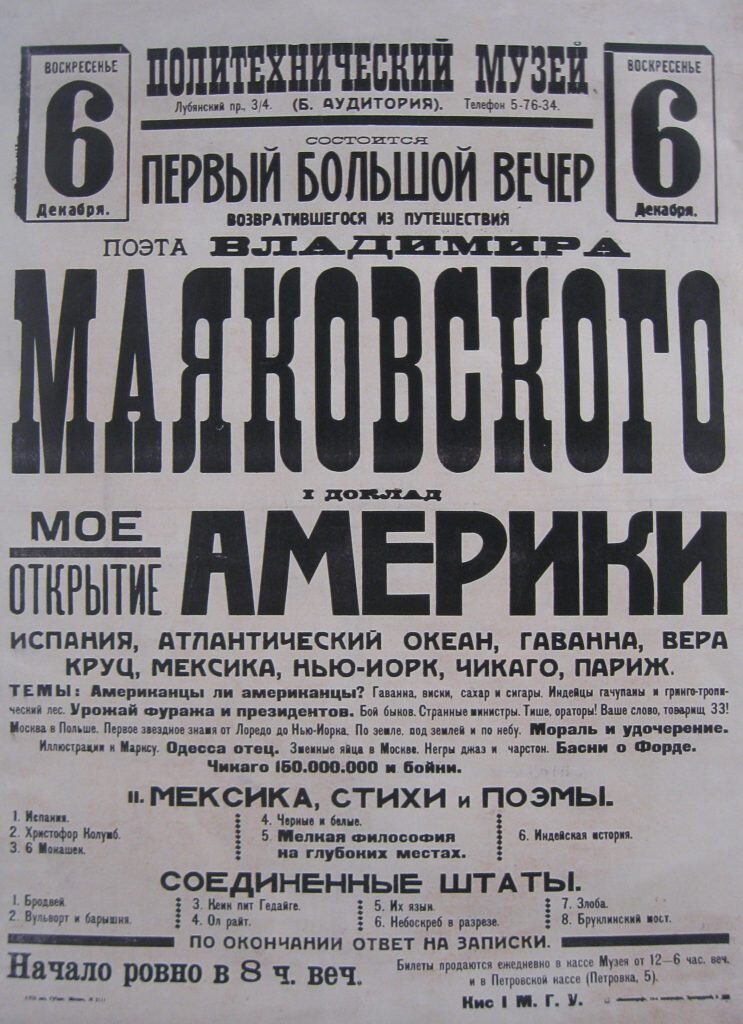 ВОСКРЕСЕНЬЕ
6
Декабря.
ПОЛИТЕХНИЧЕСКИЙ МУЗЕЙ
Лубянский пр., 3/4. (Б. АУДИТОРИЯ). Телефон 5-76-34.
ВОСКРЕСЕНЬЕ
6
Декабря.
СОСТОИТСЯ
ПЕРВЫЙ БОЛЬШОЙ ВЕЧЕР
ВОЗВРАТИВШЕГОСЯ ИЗ ПУТЕШЕСТВИЯ
ПОЭТА ВЛАДИМИРА
МАЯКОВСКОГО
I ДОКЛАД
МОЕ
ОТКРЫТИЕ
АМЕРИКИ
ИСПАНИЯ, АТЛАНТИЧЕСКИЙ ОКЕАН, ГАВАННА, ВЕРА
КРУЦ, МЕКСИКА, НЬЮ-ИОРК, ЧИКАГО, ПАРИЖ.
ТЕМЫ: Американцы ли американцы? Гаванна, виски, сахар и сигары. Индейцы гачупаны и гринго-тропи-
ческий лес. Урожай фуража и президентов. Бой быков. Странные министры. Тише, ораторы! Ваше слово, товарищ 33!
Москва в Польше. Первое звездное знамя от Лоредо до Нью-Иорка. По земле, под землей и по небу. Мораль и удочерение.
Иллюстрации к Марксу. Одесса отец. Змеиные яйца в Москве. Негры джаз и чарстон. Басни о Форде.
Чикаго 150.000.000 и бойни.
II. МЕКСИКА, СТИХИ и ПОЭМЫ.
1. Испания.
2. Христофор Колумб.
3. 6 Монашек.
4. Черные и белые.
5 Мелкая философия
на глубоких местах.
6. Индейская история.
СОЕДИНЕННЫЕ ШТАТЫ.
1. Бродвей.
2. Вульворт и барышня.
3. Кеин пит Гедайге.
4. Ол райт.
5. Их язык.
6. Небоскреб в разрезе.
7. Злоба.
8. Бруклинский мост.
ПО ОКОНЧАНИИ ОТВЕТ НА ЗАПИСКИ.
Начало ровно в 8 ч. веч.
Билеты продаются ежедневно в кассе Музея от 12—6 час. веч.
и в Петровской кассе (Петровка, 5).
Кис I М. Г. У.